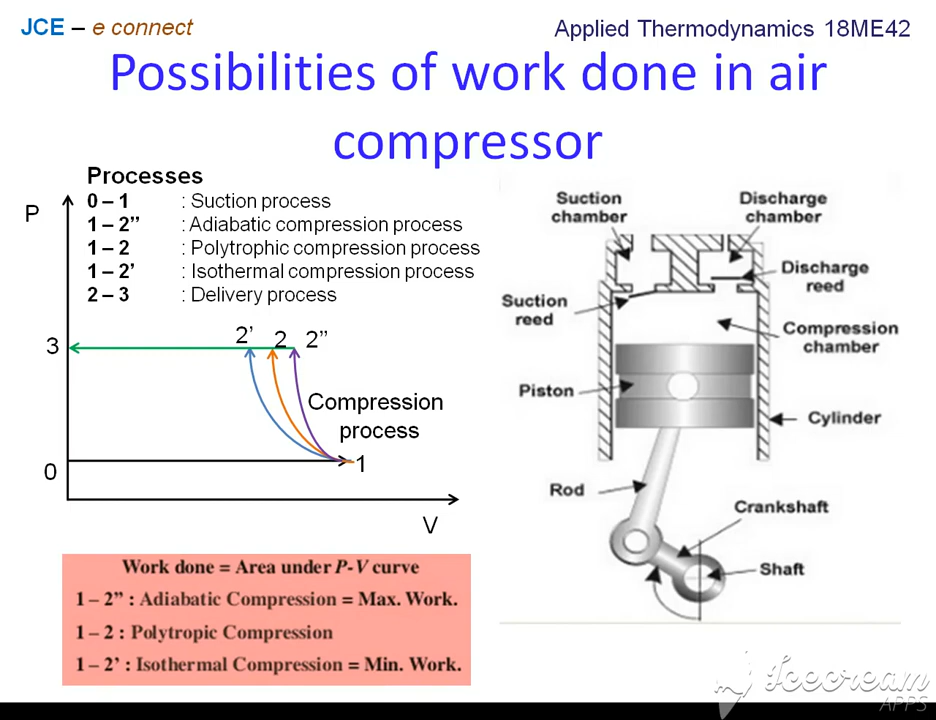 JCE – e connect
Applied Thermodynamics 18ME42
Possibilities of work done in air
compressor
Processes
0 – 1 : Suction process
1 – 2” : Adiabatic compression process
1 – 2 : Polytrophic compression process
1 – 2’ : Isothermal compression process
2 – 3 : Delivery process
P
3
2’ 2 2”
Compression
process
0
1
V
Work done = Area under P-V curve
1 – 2” : Adiabatic Compression = Max. Work.
1 – 2 : Polytropic Compression
1 – 2’ : Isothermal Compression = Min. Work.
Suction
chamber
Discharge
chamber
Discharge
reed
Suction
reed
Compression
chamber
Piston
Cylinder
Rod
Crankshaft
Shaft
Icecream
APPS